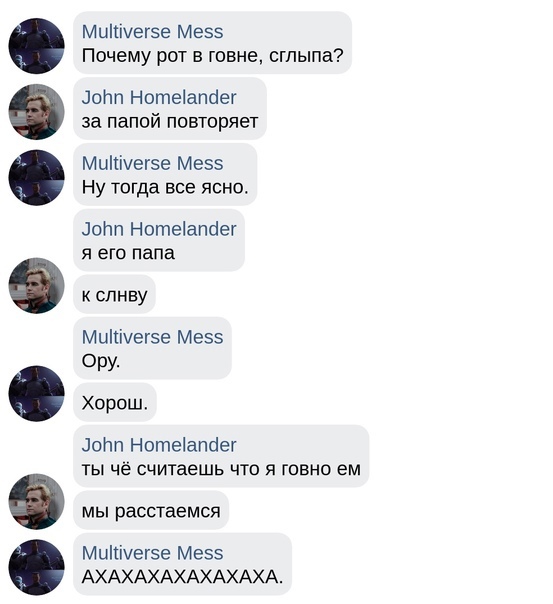 Multiverse Mess
Почему рот в говне, сглыпа?
John Homelander
за папой повторяет
Multiverse Mess
Ну тогда все ясно.
John Homelander
я его папа
к слнву
Multiverse Mess
Ору.
Хорош.
John Homelander
ты чё считаешь что я говно ем
мы расстаемся
Multiverse Mess
АХАХАХАХАХАХАХА.